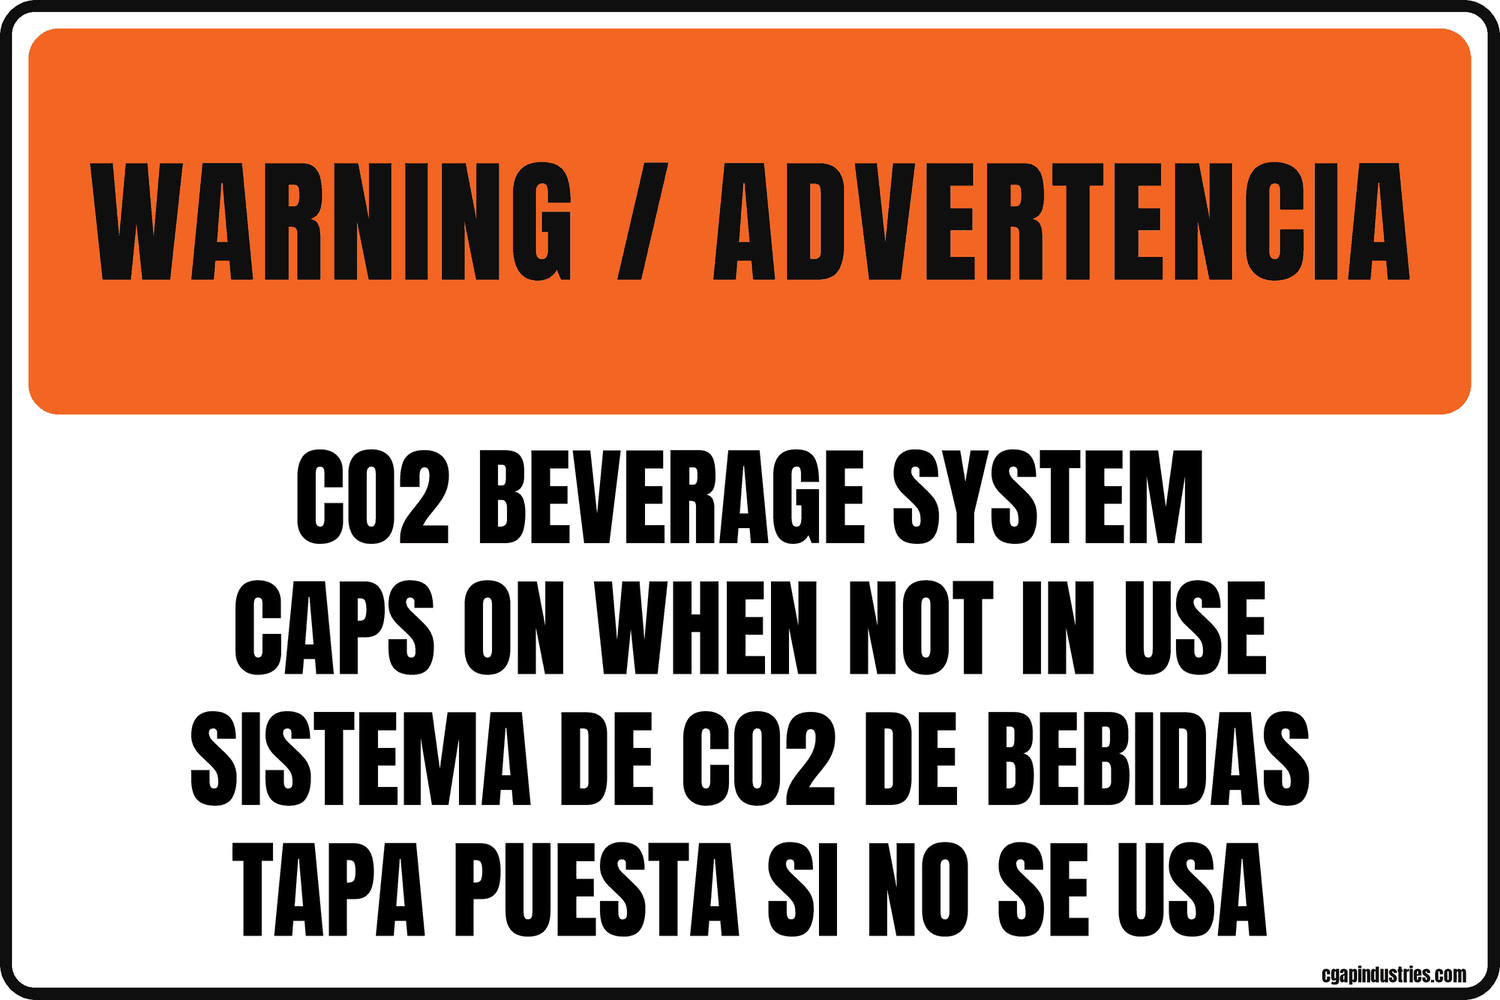 WARNING / ADVERTENCIA
CO2 BEVERAGE SYSTEM
CAPS ON WHEN NOT IN USE
SISTEMA DE CO2 DE BEBIDAS
TAPA PUESTA SI NO SE USA
cgapindustries.com